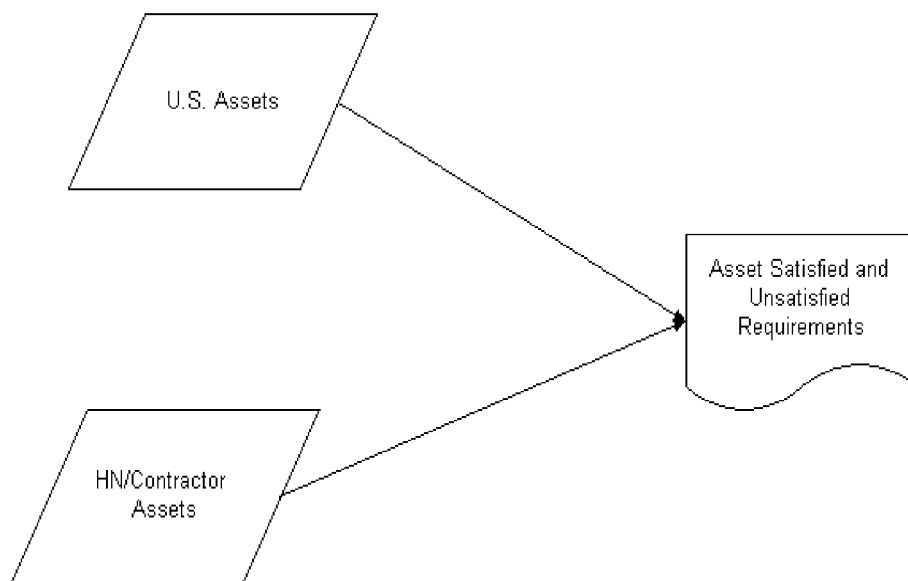 U.S. Assets
Asset Satisfied and
Unsatisfied
Requirements
HN/Contractor
Assets